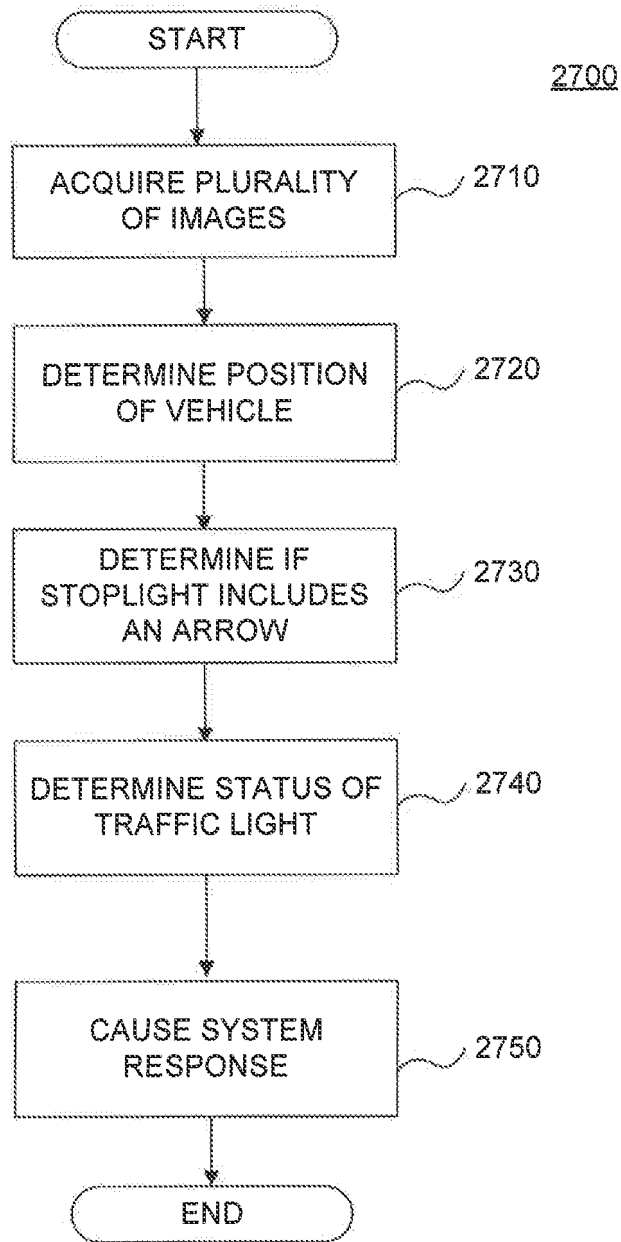 START
2700
ACQUIRE PLURALITY
OF IMAGES
2710
DETERMINE POSITION
OF VEHICLE
2720
DETERMINE IF
STOPLIGHT INCLUDES
AN ARROW
2730
DETERMINE STATUS OF
TRAFFIC LIGHT
2740
CAUSE SYSTEM
RESPONSE
2750
END